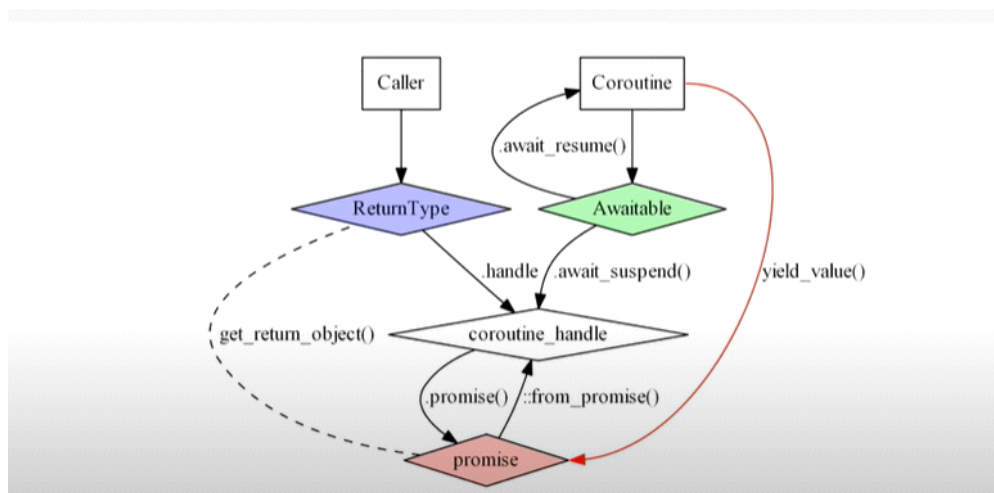 Caller
Coroutine
.await_resume()
ReturnType
Awaitable
.handle
.await_suspend()
yield_value()
get_return_object()
coroutine_handle
.promise()
::from_promise()
promise